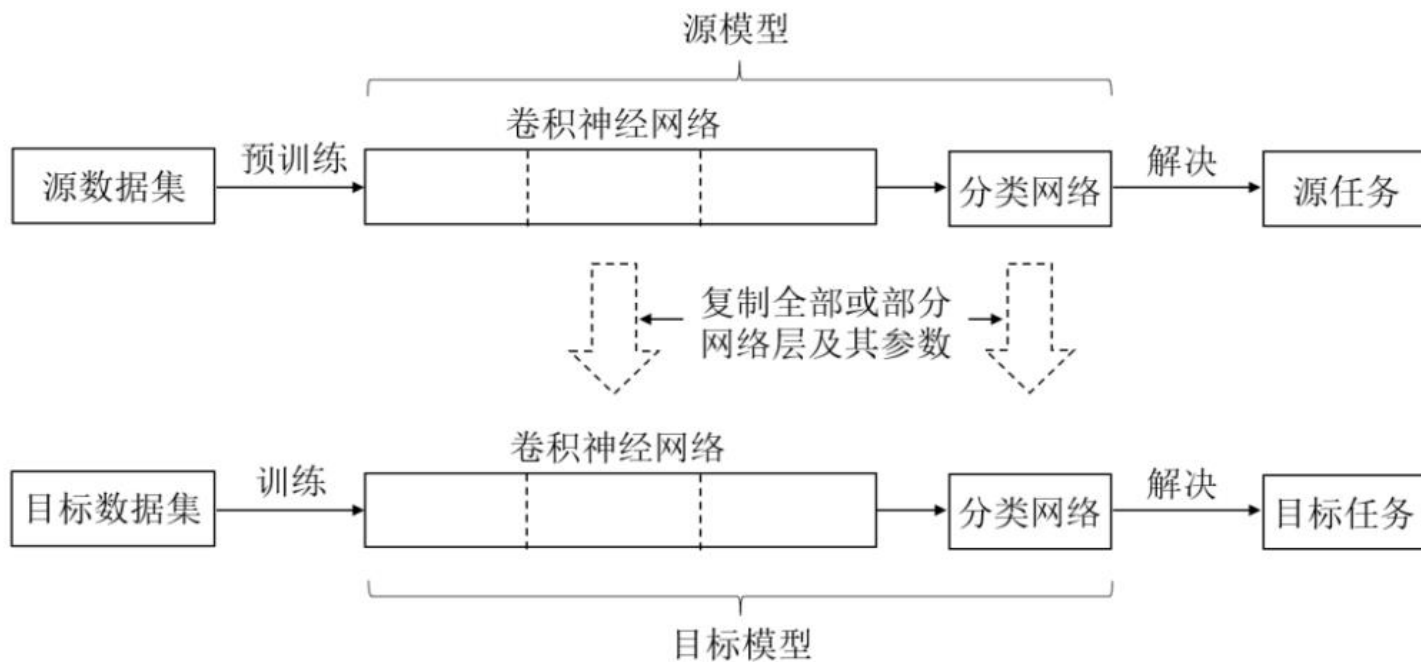 源模型
卷积神经网络
源数据集
预训练
分类网络
解决
源任务
复制全部或部分
网络层及其参数
卷积神经网络
目标数据集
训练
分类网络
解决
目标任务
目标模型